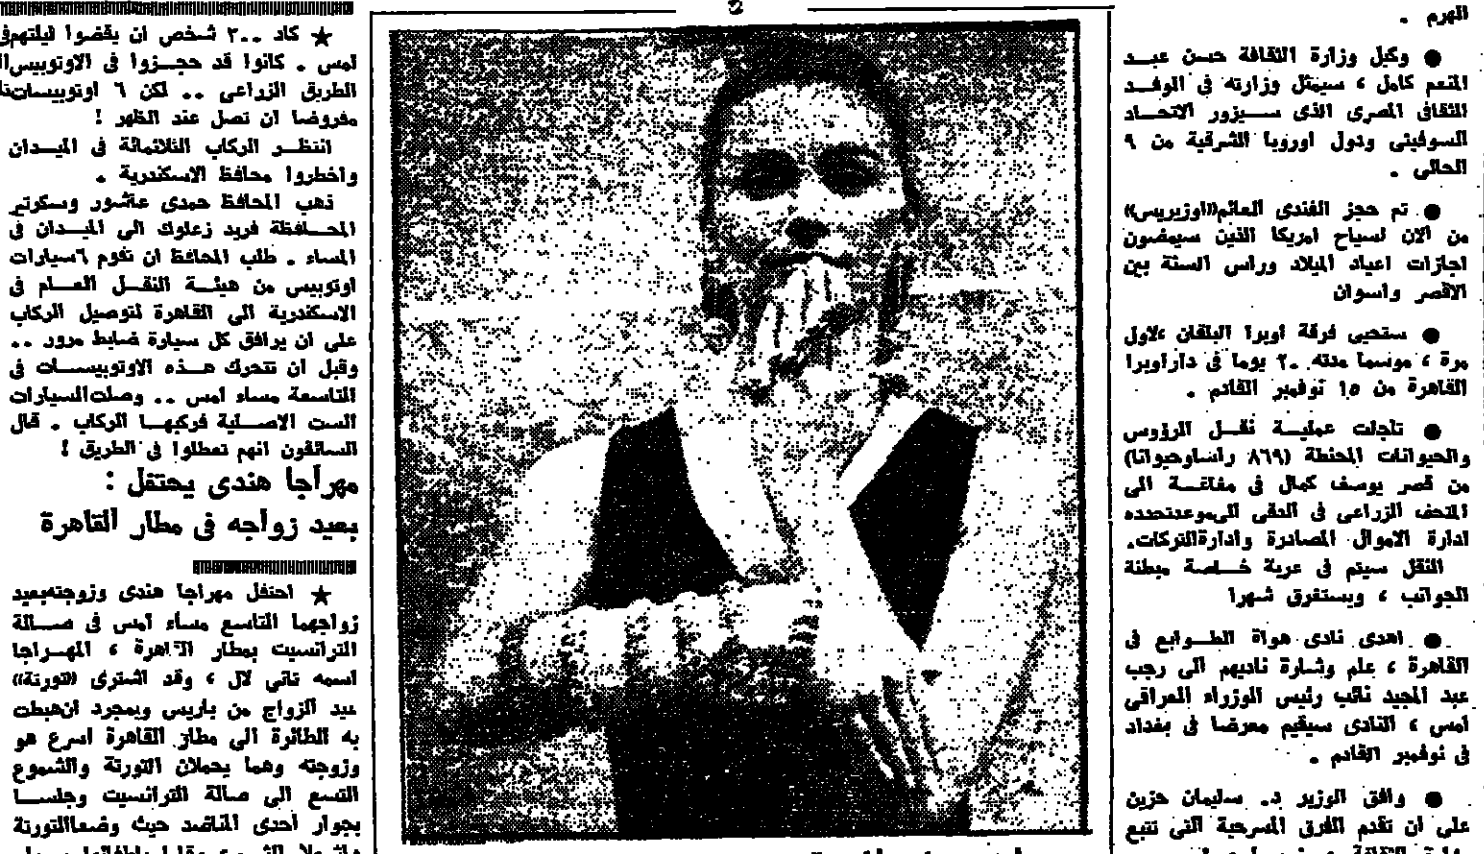 الهرم .
● وكيل وزارة الثقافة حسن عبد
المنعم كامل ، سيمثل وزارته فى الوفد
الثقافى المصرى الذى سيزور الاتحاد
السوفيتى ودول اوروبا الشرقية من ٩
الحالى .
● تم حجز الفندق العائم «اوزيريس»
من الآن لسياح امريكا الذين سيمضون
اجازات اعياد الميلاد وراس السنة بين
الاقصر واسوان
● ستحيى فرقة اوبرا البلقان ، لاول
مرة ، موسما مدته ٢٠ يوما فى دار اوبرا
القاهرة من ١٥ نوفمبر القادم .
● تأجلت عملية نقل الرؤوس
والحيوانات المحنطة (٨٦٩ راسا وحيوانا)
من قصر يوسف كمال فى الى
المتحف الزراعى فى الدقى الى موعد تحدده
ادارة الاموال المصادرة وادارة التركات.
النقل سيتم فى عربة خاصة مبطنة
الجوانب ، ويستغرق شهرا
● اهدى نادى هواة الطوابع فى
القاهرة ، علم وشارة ناديهم الى رجب
عبد المجيد نائب رئيس الوزراء العراقى
امس ، النادى سيقيم معرضا فى بغداد
فى نوفمبر القادم .
● وافق الوزير د. سليمان حزين
على ان تقدم الفرق المسرحية التى تتبع
★ كاد ٣٠٠ شخص ان يقضوا ليلتهم فى
امس . كانوا قد حجزوا فى الاوتوبيس
الطريق الزراعى .. لكن ٦ اوتوبيسات
مفروضا ان تصل عند الظهر !
انتظر الركاب الثلاثمائة فى الميدان
واخطروا محافظ الاسكندرية .
ذهب المحافظ حمدى عاشور وسكرتير
المحافظة فريد زعلوك الى الميدان فى
المساء . طلب المحافظ ان تقوم ٦ سيارات
اوتوبيس من هيئة النقل العام فى
الاسكندرية الى القاهرة لتوصيل الركاب
على ان يرافق كل سيارة ضابط مرور ..
وقبل ان تتحرك هذه الاوتوبيسات فى
التاسعة مساء امس .. وصلت السيارات
الست الاصلية فركبها الركاب . قال
السائقون انهم تعطلوا فى الطريق !
مهراجا هندى يحتفل :
بعيد زواجه فى مطار القاهرة
★ احتفل مهراجا هندى وزوجته بعيد
زواجهما التاسع مساء امس فى صالة
الترانسيت بمطار القاهرة ، المهراجا
اسمه تانى لال ، وقد اشترى «تورتة»
عيد الزواج من باريس وبمجرد ان هبطت
به الطائرة الى مطار القاهرة اسرع هو
وزوجته وهما يحملان التورتة والشموع
التسع الى صالة الترانسيت وجلسا
بجوار احدى المناضد حيث وضعا التورتة